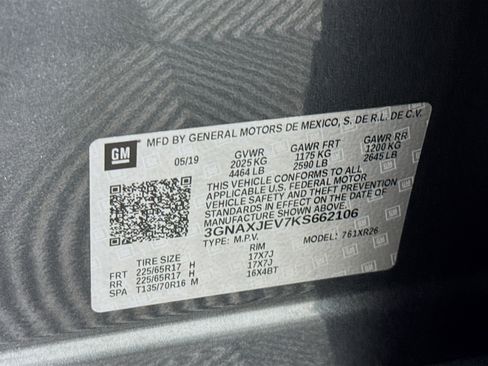 GM
MFD BY GENERAL MOTORS DE MEXICO, S. DE R.L. DE C.V.
05/19 GVWR GAWR FRT GAWR RR
2025 KG 1175 KG 1200 KG
4464 LB 2590 LB 2645 LB
THIS VEHICLE CONFORMS TO ALL
APPLICABLE U.S. FEDERAL MOTOR
VEHICLE SAFETY AND THEFT PREVENTION
STANDARDS IN EFFECT ON THE DATE OF
MANUFACTURE SHOWN ABOVE.
3GNAXJEV7KS662106
TYPE: M.P.V. MODEL: 761XR26
TIRE SIZE RIM
FRT 225/65R17 H 17X7J
RR 225/65R17 H 17X7J
SPA T135/70R16 M 16X4BT